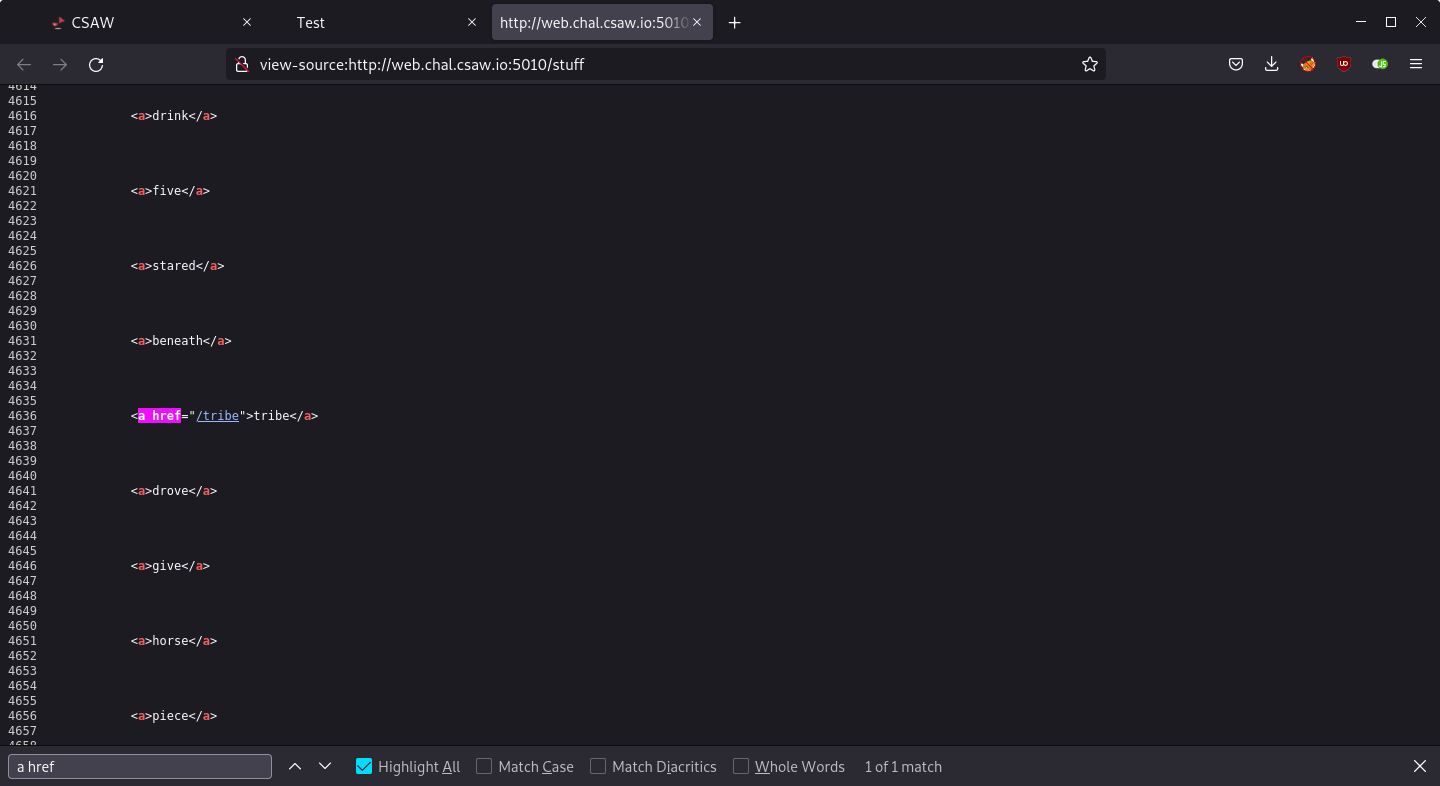 CSAW
Test
http://web.chal.csaw.io:5010
view-source:http://web.chal.csaw.io:5010/stuff
4614
4615
4616 <a>drink</a>
4617
4618
4619
4620
4621 <a>five</a>
4622
4623
4624
4625
4626 <a>stared</a>
4627
4628
4629
4630
4631 <a>beneath</a>
4632
4633
4634
4635
4636 <a href="/tribe">tribe</a>
4637
4638
4639
4640
4641 <a>drove</a>
4642
4643
4644
4645
4646 <a>give</a>
4647
4648
4649
4650
4651 <a>horse</a>
4652
4653
4654
4655
4656 <a>piece</a>
4657
4658
a href
Highlight All
Match Case
Match Diacritics
Whole Words
1 of 1 match